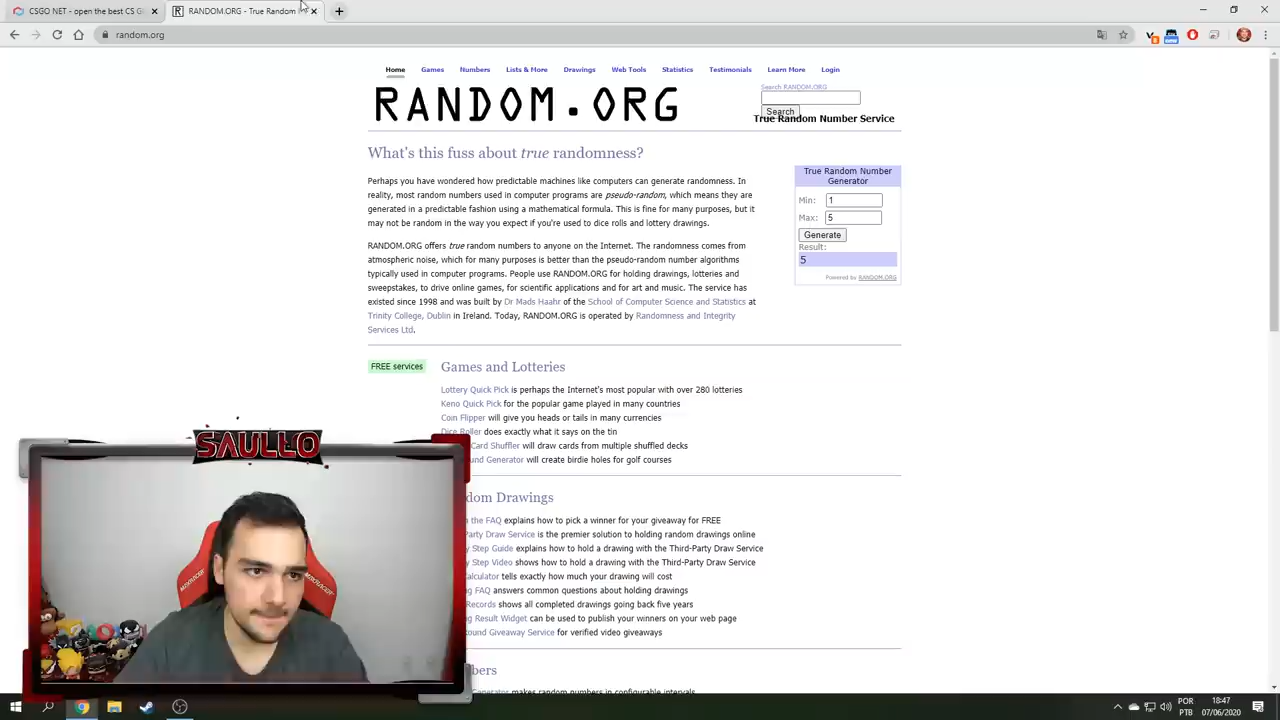 CSGO NET - open the best CS GO C
RANDOM.ORG - True Random
random.org
Home Games Numbers Lists & More Drawings Web Tools Statistics Testimonials Learn More Login
RANDOM.ORG
Search RANDOM.ORG
Search
True Random Number Service
What's this fuss about true randomness?
Perhaps you have wondered how predictable machines like computers can generate randomness. In
reality, most random numbers used in computer programs are pseudo-random, which means they are
generated in a predictable fashion using a mathematical formula. This is fine for many purposes, but it
may not be random in the way you expect if you're used to dice rolls and lottery drawings.
RANDOM.ORG offers true random numbers to anyone on the Internet. The randomness comes from
atmospheric noise, which for many purposes is better than the pseudo-random number algorithms
typically used in computer programs. People use RANDOM.ORG for holding drawings, lotteries and
sweepstakes, to drive online games, for scientific applications and for art and music. The service has
existed since 1998 and was built by Dr Mads Haahr of the School of Computer Science and Statistics at
Trinity College, Dublin in Ireland. Today, RANDOM.ORG is operated by Randomness and Integrity
Services Ltd.
True Random Number
Generator
Min: 1
Max: 5
Generate
Result:
5
Powered by RANDOM.ORG
FREE services
Games and Lotteries
Lottery Quick Pick is perhaps the Internet's most popular with over 280 lotteries
Keno Quick Pick for the popular game played in many countries
Coin Flipper will give you heads or tails in many currencies
Dice Roller does exactly what it says on the tin
Card Shuffler will draw cards from multiple shuffled decks
und Generator will create birdie holes for golf courses
dom Drawings
the FAQ explains how to pick a winner for your giveaway for FREE
Party Draw Service is the premier solution to holding random drawings online
y Step Guide explains how to hold a drawing with the Third-Party Draw Service
y Step Video shows how to hold a drawing with the Third-Party Draw Service
alculator tells exactly how much your drawing will cost
g FAQ answers common questions about holding drawings
Records shows all completed drawings going back five years
ng Result Widget can be used to publish your winners on your web page
ound Giveaway Service for verified video giveaways
bers
Generator makes random numbers in configurable intervals
SAULLO
POR
PTB
18:47
07/06/2020